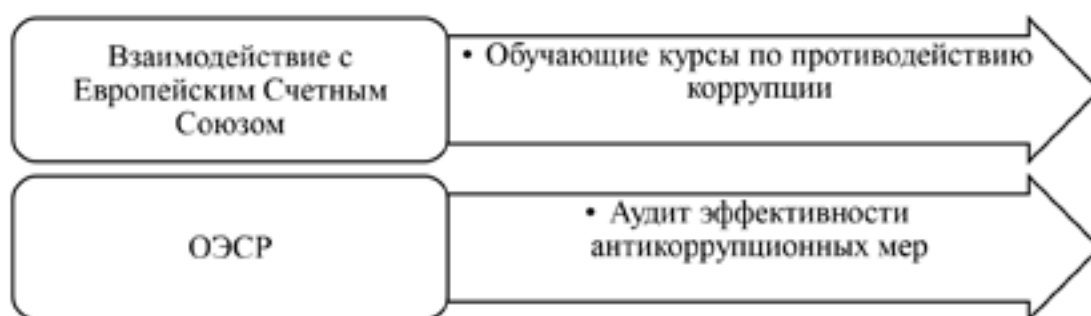 Взаимодействие с
Европейским Счетным
Союзом
• Обучающие курсы по противодействию
коррупции
ОЭСР
• Аудит эффективности
антикоррупционных мер